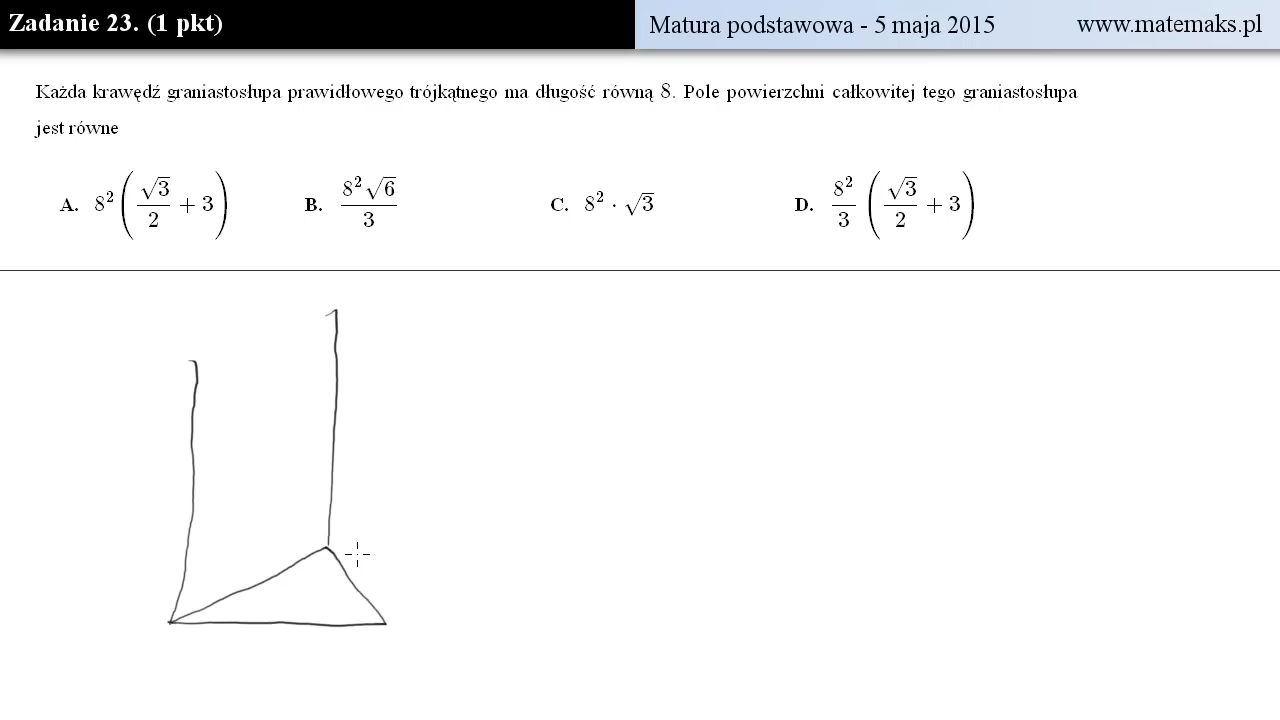 Zadanie 23. (1 pkt)
Matura podstawowa - 5 maja 2015
www.matemaks.pl
Każda krawędź graniastosłupa prawidłowego trójkątnego ma długość równą 8. Pole powierzchni całkowitej tego graniastosłupa
jest równe
A. 8² (√3/2 + 3) B. 8²√6/3 C. 8² · √3 D. 8²/3 (√3/2 + 3)